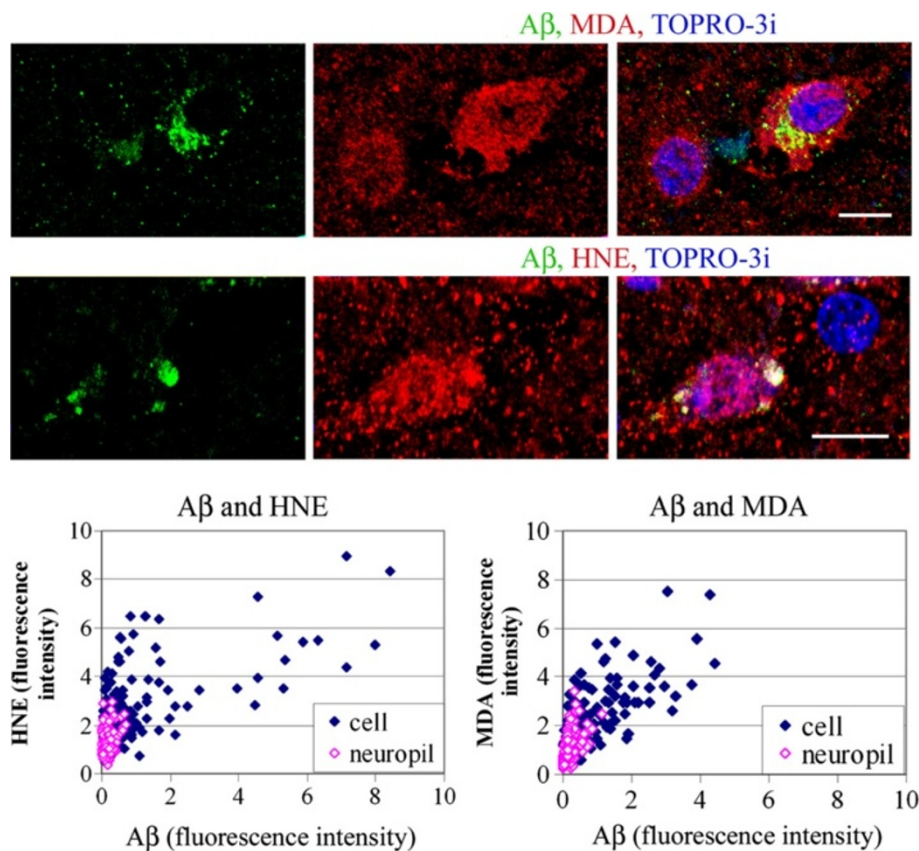 Aβ, MDA, TOPRO-3i
Aβ, HNE, TOPRO-3i
Aβ and HNE
HNE (fluorescence
intensity)
10
8
6
4
2
0
0 2 4 6 8 10
Aβ (fluorescence intensity)
cell
neuropil
Aβ and MDA
MDA (fluorescence
intensity)
10
8
6
4
2
0
0 2 4 6 8 10
Aβ (fluorescence intensity)
cell
neuropil